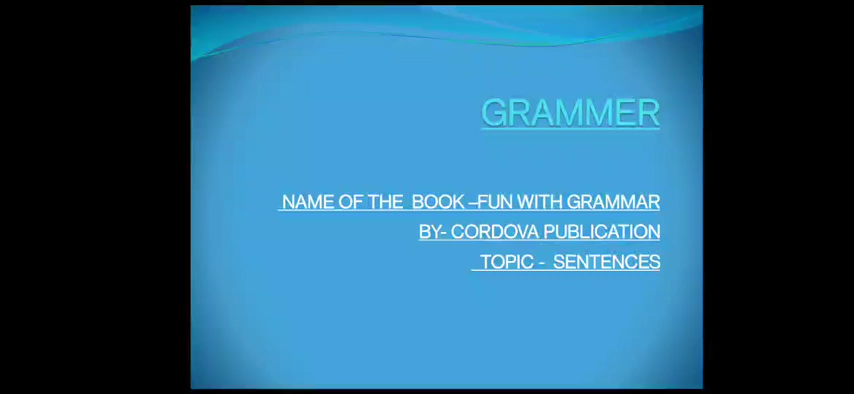 GRAMMER
NAME OF THE BOOK –FUN WITH GRAMMAR
BY- CORDOVA PUBLICATION
TOPIC - SENTENCES